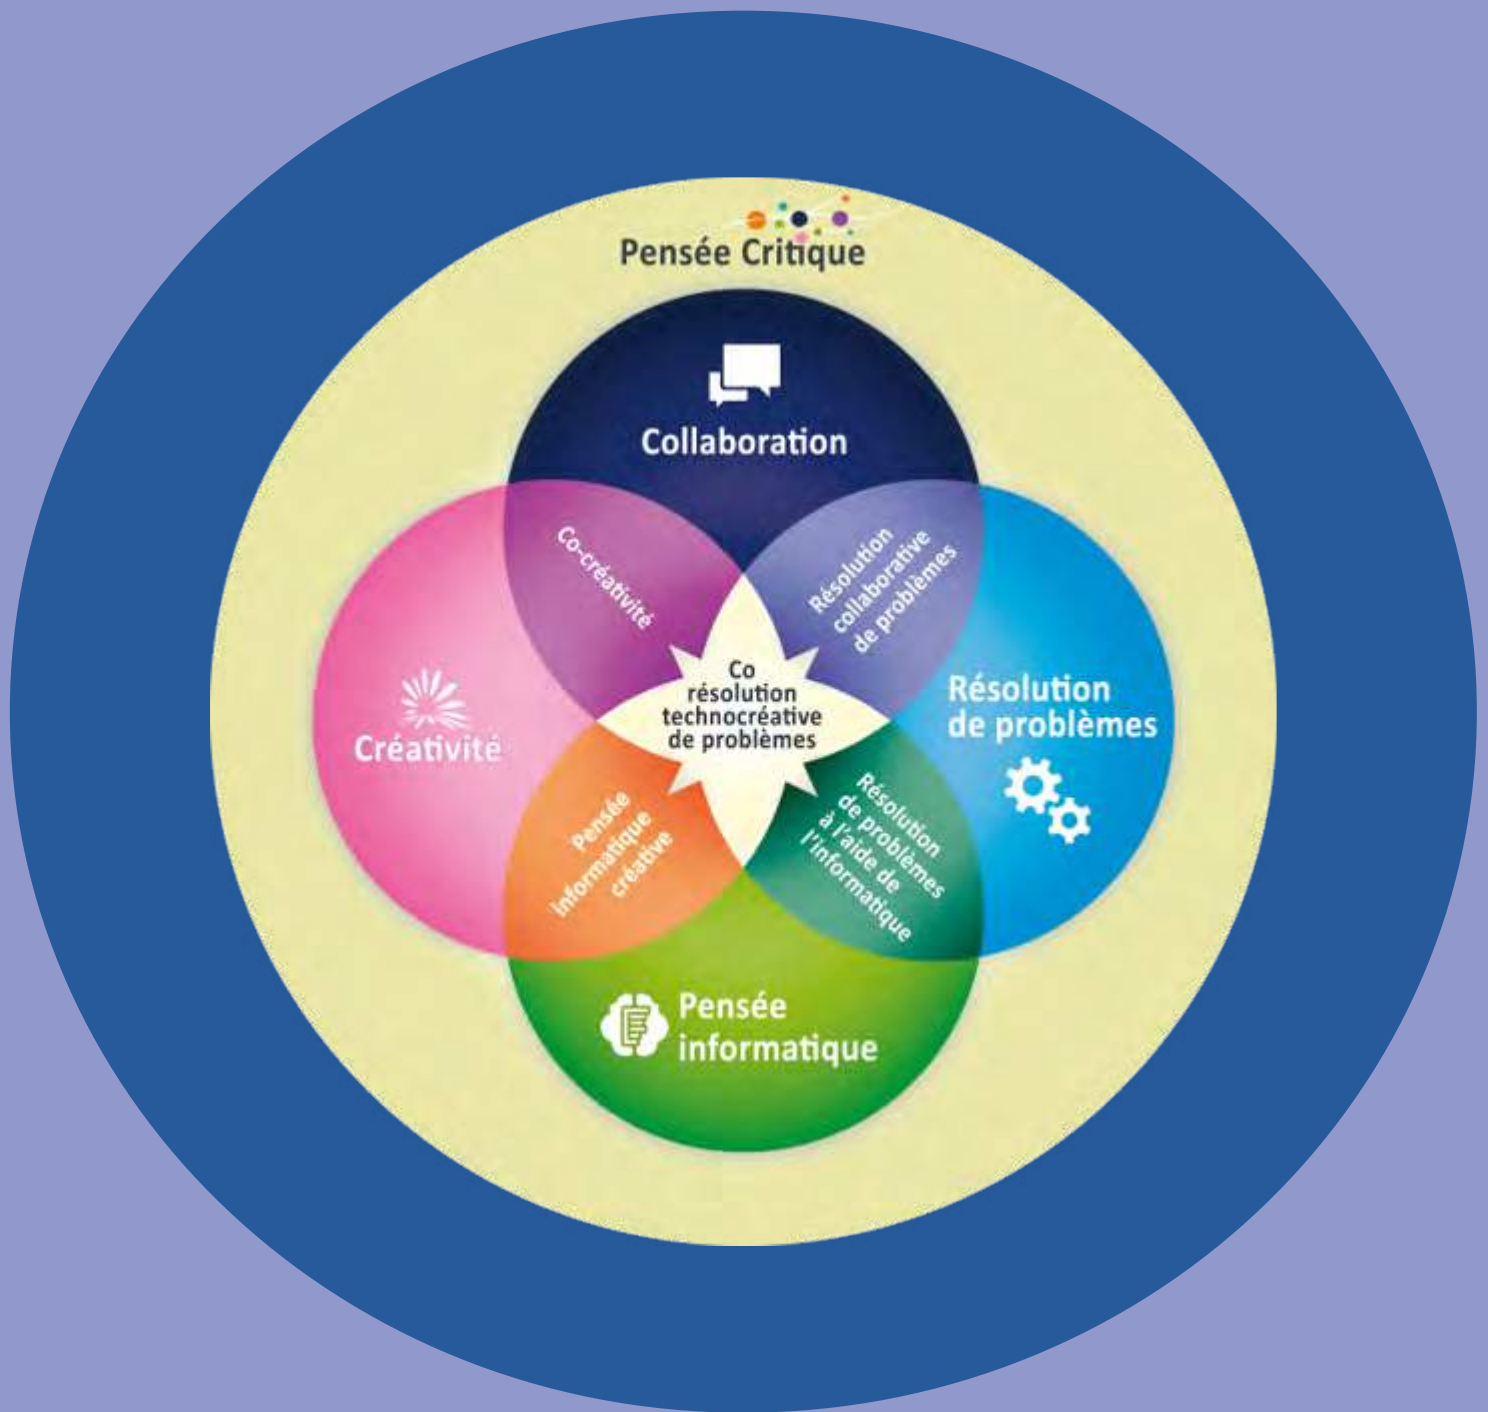 Pensée Critique
Collaboration
Co-créativité
Résolution
collaborative
de problèmes
Créativité
Co
résolution
technocréative
de problèmes
Résolution
de problèmes
Pensée
informatique
créative
Résolution
de problèmes
à l'aide de
l'informatique
Pensée
informatique